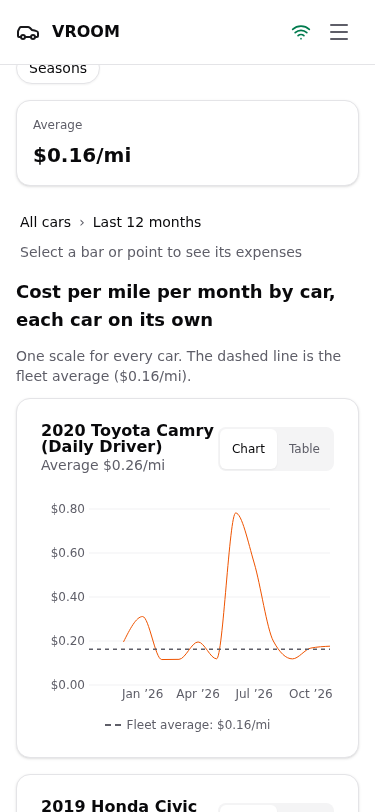 VROOM
Seasons
Average
$0.16/mi
All cars › Last 12 months
Select a bar or point to see its expenses
Cost per mile per month by car,
each car on its own
One scale for every car. The dashed line is the
fleet average ($0.16/mi).
2020 Toyota Camry
(Daily Driver)
Average $0.26/mi
Chart
Table
$0.80
$0.60
$0.40
$0.20
$0.00
Jan ’26 Apr ’26 Jul ’26 Oct ’26
Fleet average: $0.16/mi
2019 Honda Civic